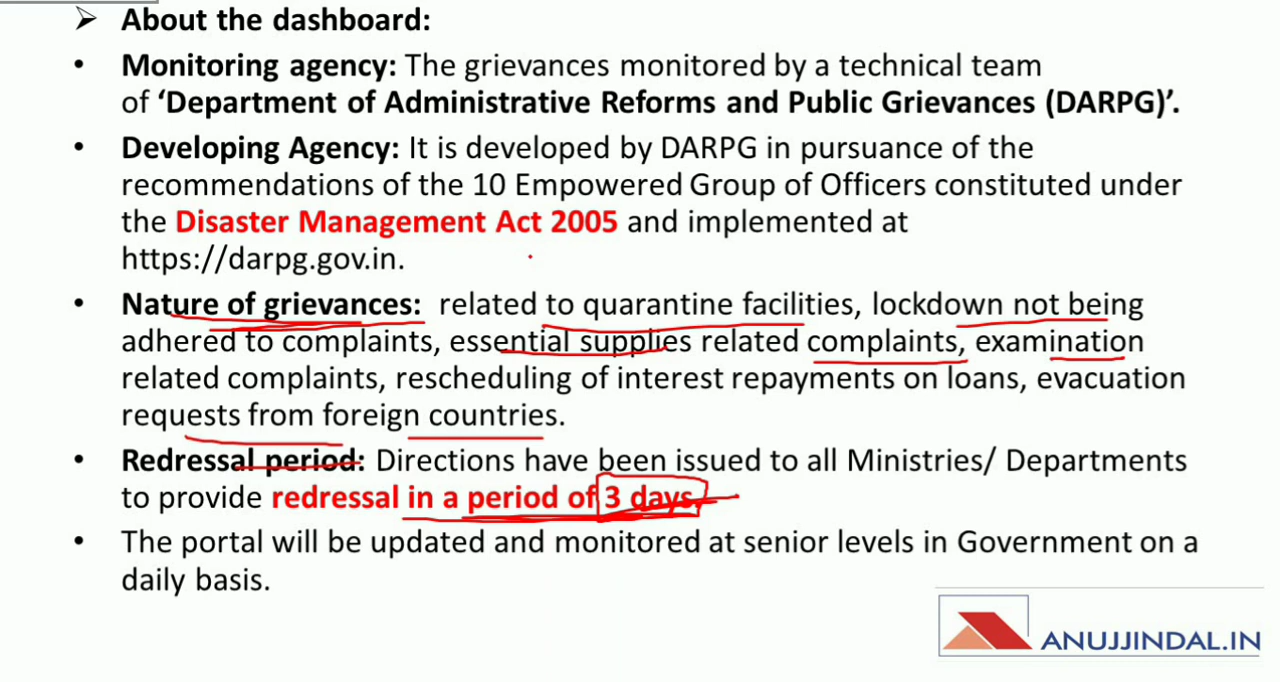 ➢ About the dashboard:
• Monitoring agency: The grievances monitored by a technical team
of ‘Department of Administrative Reforms and Public Grievances (DARPG)’.
• Developing Agency: It is developed by DARPG in pursuance of the
recommendations of the 10 Empowered Group of Officers constituted under
the Disaster Management Act 2005 and implemented at
https://darpg.gov.in.
• Nature of grievances: related to quarantine facilities, lockdown not being
adhered to complaints, essential supplies related complaints, examination
related complaints, rescheduling of interest repayments on loans, evacuation
requests from foreign countries.
• Redressal period: Directions have been issued to all Ministries/ Departments
to provide redressal in a period of 3 days.
• The portal will be updated and monitored at senior levels in Government on a
daily basis.
ANUJJINDAL.IN